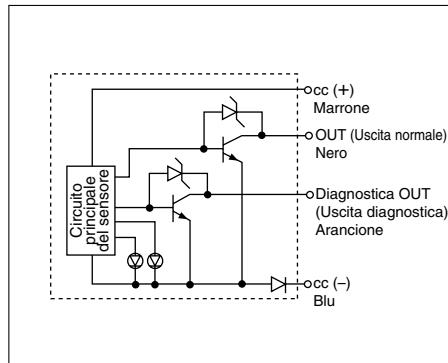 cc (+)
Marrone
OUT (Uscita normale)
Nero
Circuito
principale
del sensore
Diagnostica OUT
(Uscita diagnostica)
Arancione
cc (–)
Blu